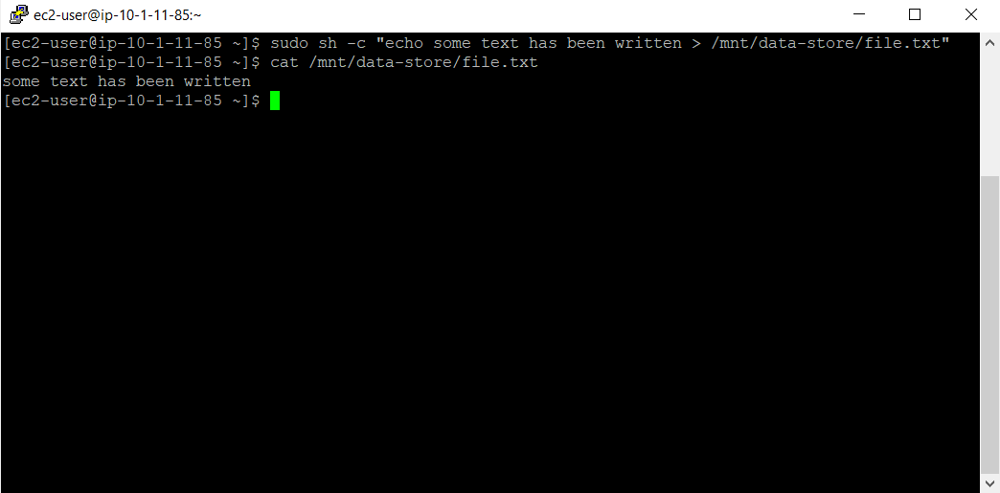 ec2-user@ip-10-1-11-85:~
[ec2-user@ip-10-1-11-85 ~]$ sudo sh -c "echo some text has been written > /mnt/data-store/file.txt"
[ec2-user@ip-10-1-11-85 ~]$ cat /mnt/data-store/file.txt
some text has been written
[ec2-user@ip-10-1-11-85 ~]$